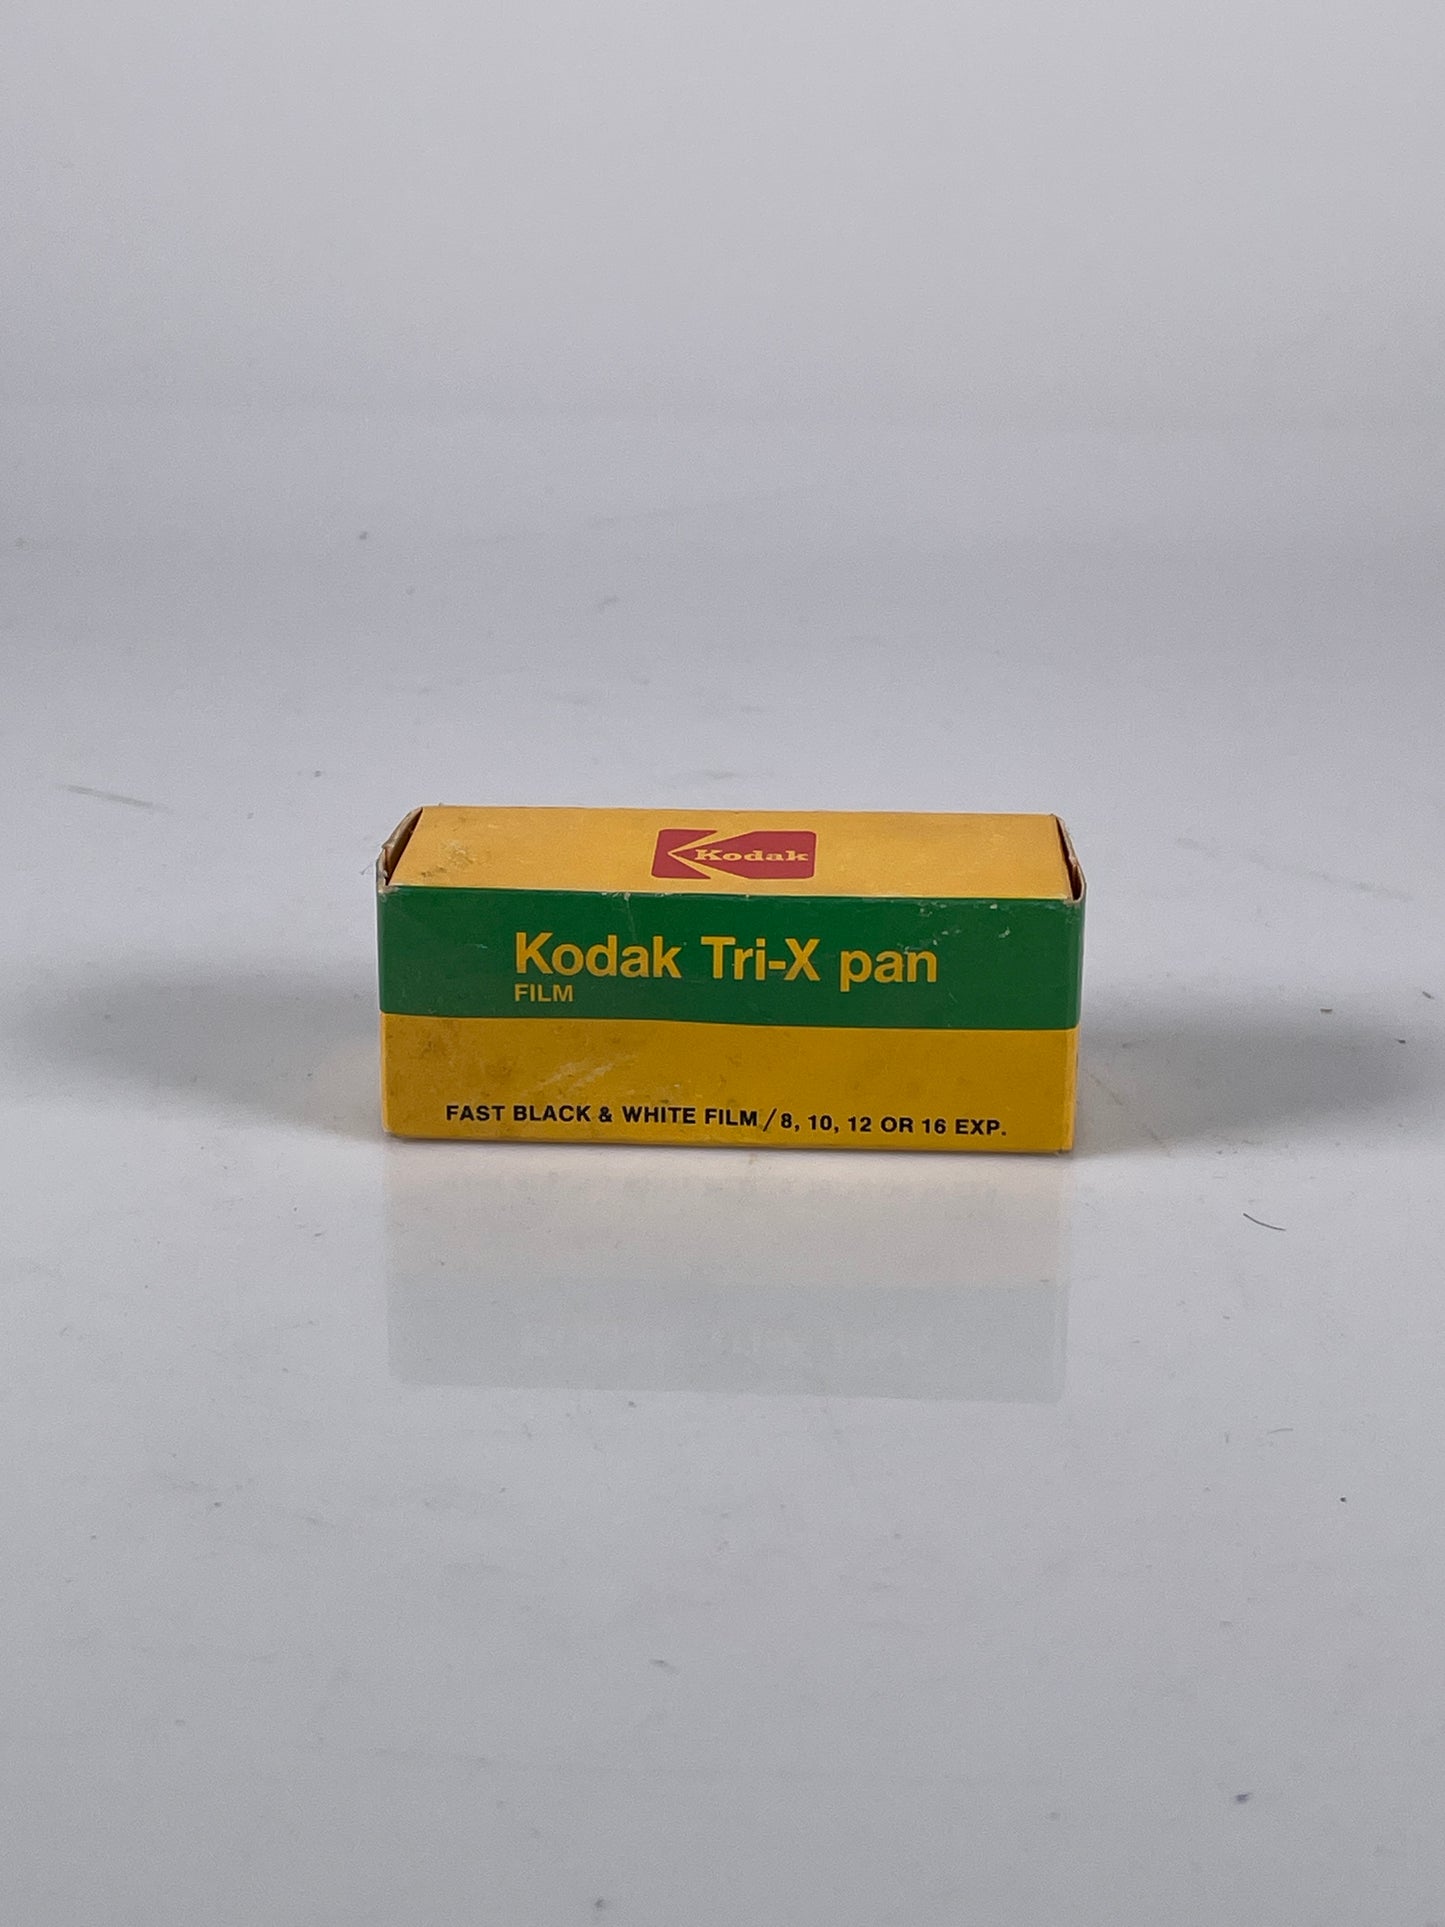 Kodak
Kodak Tri-X pan
FILM
FAST BLACK & WHITE FILM/8, 10, 12 OR 16 EXP.